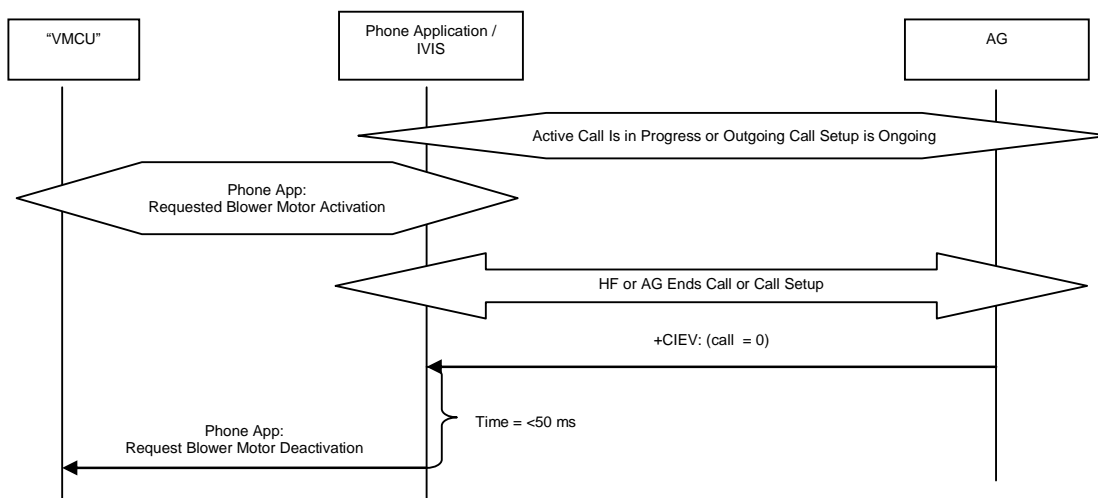 “VMCU”
Phone Application /
IVIS
AG
Active Call Is in Progress or Outgoing Call Setup is Ongoing
Phone App:
Requested Blower Motor Activation
HF or AG Ends Call or Call Setup
+CIEV: (call = 0)
Time = <50 ms
Phone App:
Request Blower Motor Deactivation